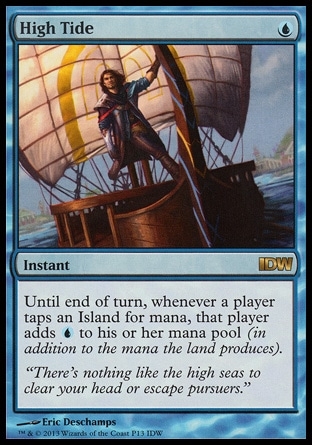 High Tide
Instant
IDW
Until end of turn, whenever a player
taps an Island for mana, that player
adds to his or her mana pool (in
addition to the mana the land produces).
“There's nothing like the high seas to
clear your head or escape pursuers.”
Eric Deschamps
™ & © 2013 Wizards of the Coast P13 IDW